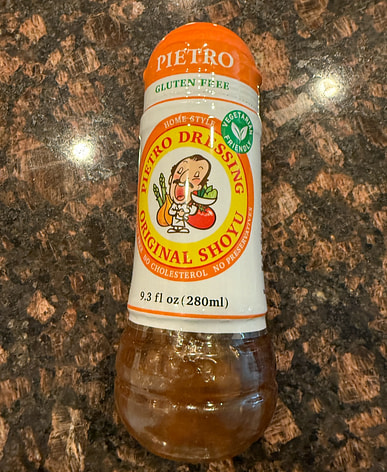 PIETRO
GLUTEN FREE
HOME STYLE
VEGETARIAN
FRIENDLY
PIETRO DRESSING
ORIGINAL SHOYU
NO CHOLESTEROL NO PRESERVATIVES
9.3 fl oz (280ml)